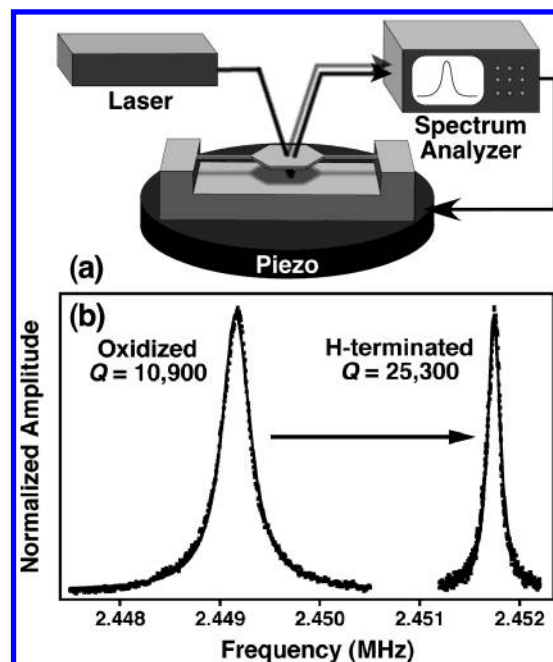 Laser
Spectrum
Analyzer
Piezo
(a)
(b)
Oxidized
Q = 10,900
H-terminated
Q = 25,300
Normalized Amplitude
2.448
2.449
2.450
2.451
2.452
Frequency (MHz)